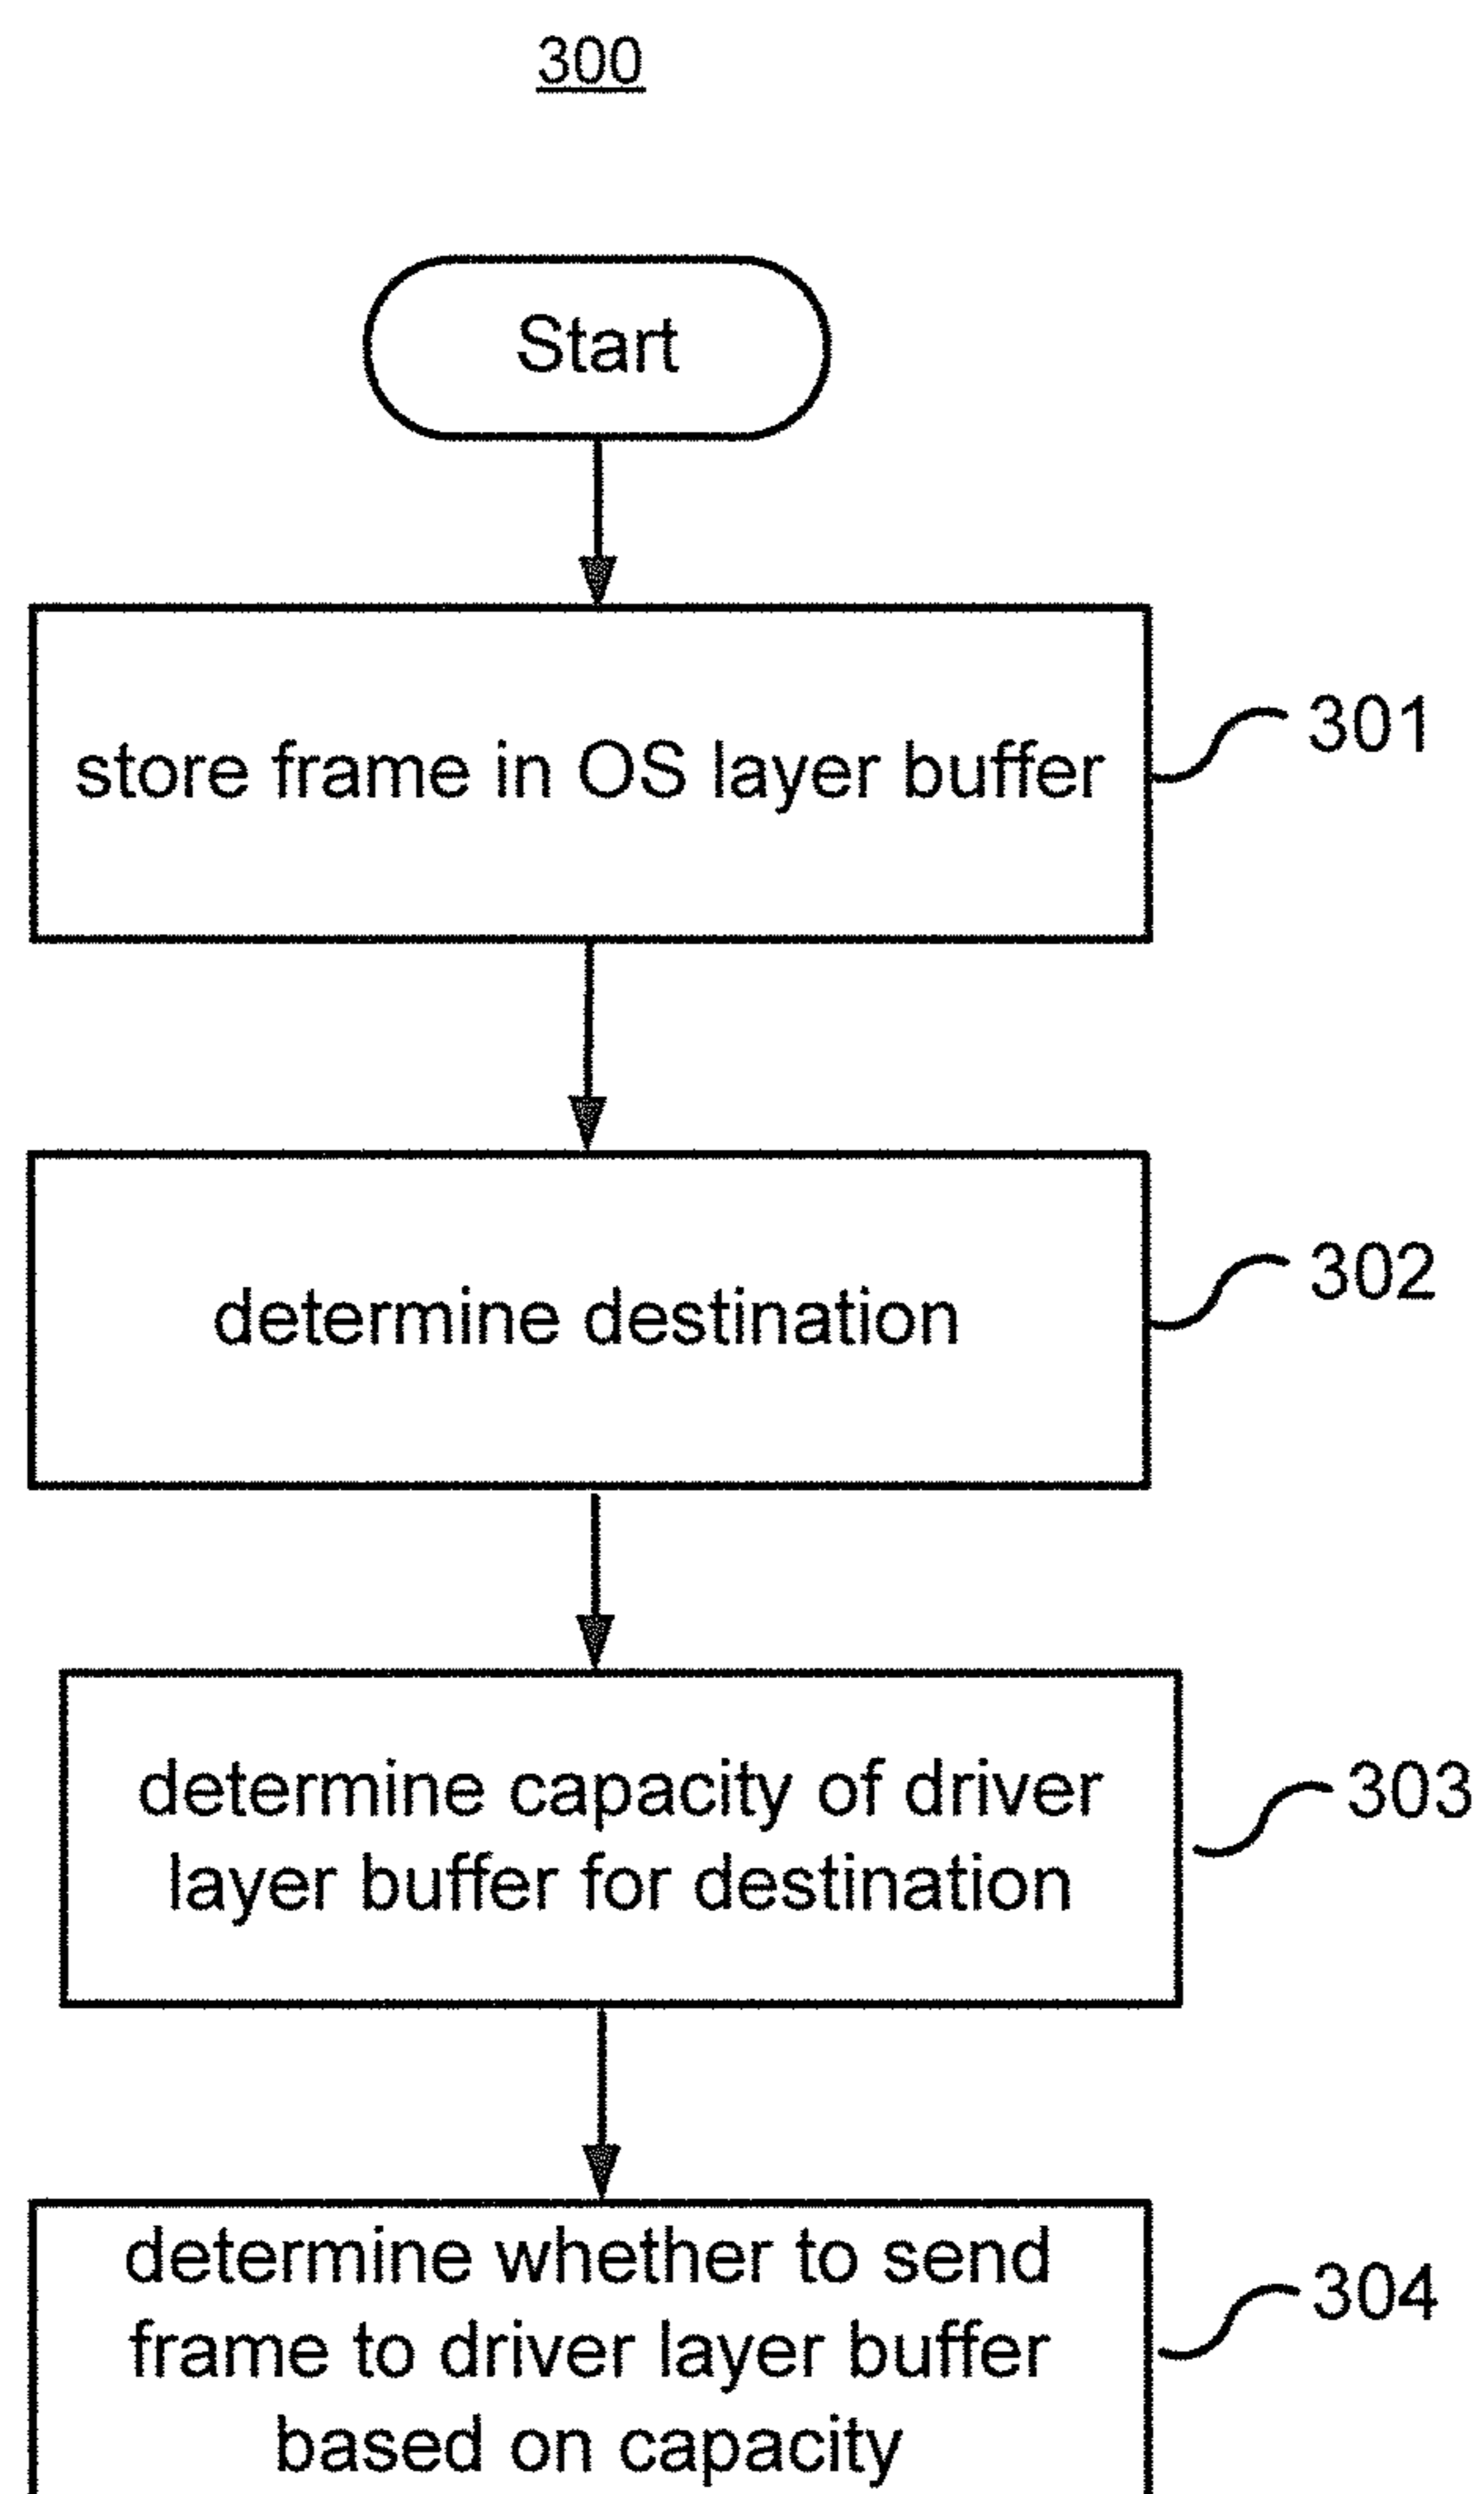 300
Start
store frame in OS layer buffer
301
determine destination
302
determine capacity of driver
layer buffer for destination
303
determine whether to send
frame to driver layer buffer
based on capacity
304